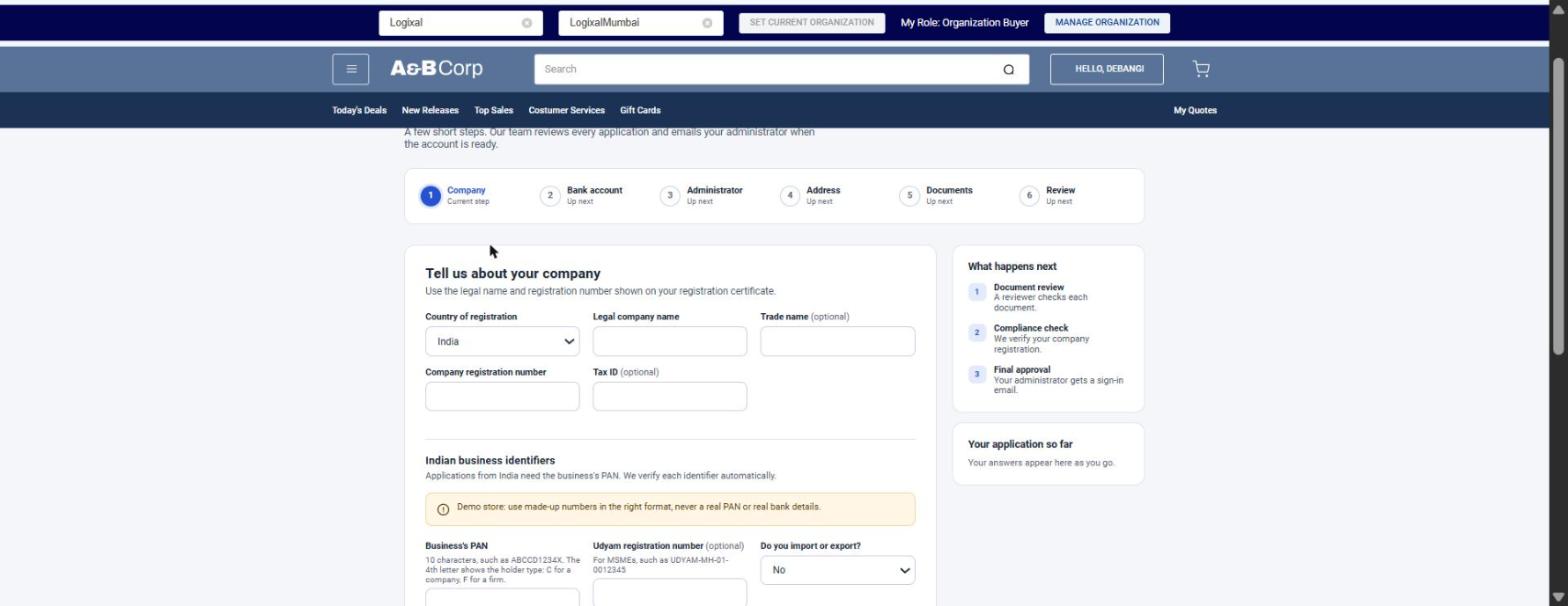 Logixal
LogixalMumbai
SET CURRENT ORGANIZATION
My Role: Organization Buyer
MANAGE ORGANIZATION
A&BCorp
Search
HELLO, DEBANGI
Today's Deals
New Releases
Top Sales
Costumer Services
Gift Cards
My Quotes
A few short steps. Our team reviews every application and emails your administrator when
the account is ready.
1
Company
Current step
2
Bank account
Up next
3
Administrator
Up next
4
Address
Up next
5
Documents
Up next
6
Review
Up next
Tell us about your company
Use the legal name and registration number shown on your registration certificate.
Country of registration
India
Legal company name
Trade name (optional)
Company registration number
Tax ID (optional)
Indian business identifiers
Applications from India need the business's PAN. We verify each identifier automatically.
Demo store: use made-up numbers in the right format, never a real PAN or real bank details.
Business's PAN
10 characters, such as ABCCD1234X. The
4th letter shows the holder type: C for a
company, F for a firm.
Udyam registration number (optional)
For MSMEs, such as UDYAM-MH-01-
0012345
Do you import or export?
No
What happens next
1
Document review
A reviewer checks each
document.
2
Compliance check
We verify your company
registration.
3
Final approval
Your administrator gets a sign-in
email.
Your application so far
Your answers appear here as you go.